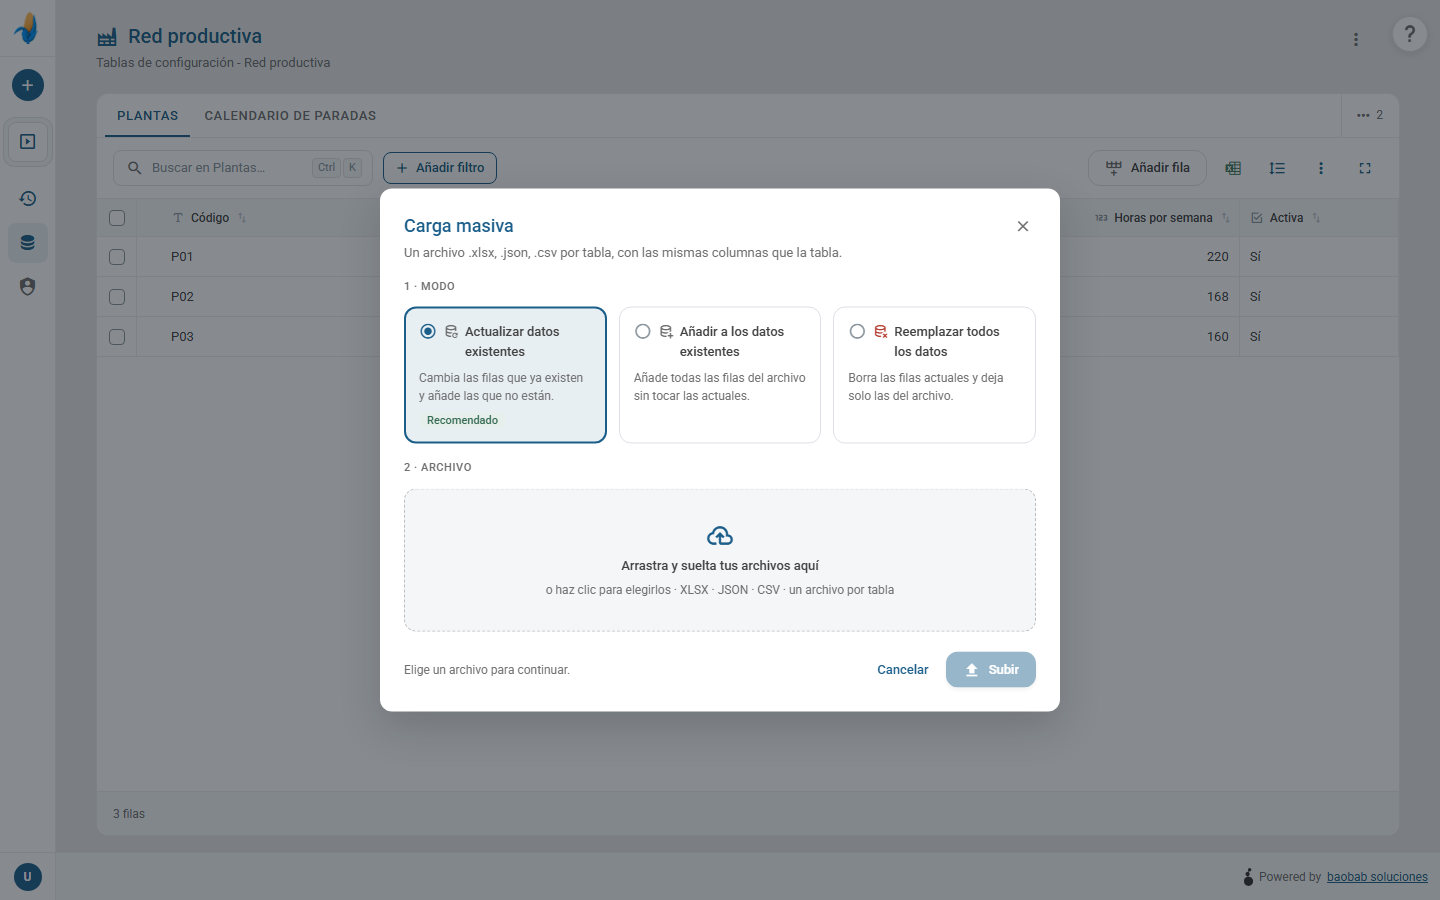 Red productiva
?
Tablas de configuración - Red productiva
PLANTAS
CALENDARIO DE PARADAS
2
Buscar en Plantas...
Ctrl
K
Añadir filtro
Añadir fila
Código
123 Horas por semana
Activa
P01
220
Sí
P02
168
Sí
P03
160
Sí
Carga masiva
Un archivo .xlsx, .json, .csv por tabla, con las mismas columnas que la tabla.
1 · MODO
Actualizar datos
existentes
Cambia las filas que ya existen
y añade las que no están.
Recomendado
Añadir a los datos
existentes
Añade todas las filas del archivo
sin tocar las actuales.
Reemplazar todos
los datos
Borra las filas actuales y deja
solo las del archivo.
2 · ARCHIVO
Arrastra y suelta tus archivos aquí
o haz clic para elegirlos · XLSX · JSON · CSV · un archivo por tabla
Elige un archivo para continuar.
Cancelar
Subir
3 filas
U
Powered by baobab soluciones